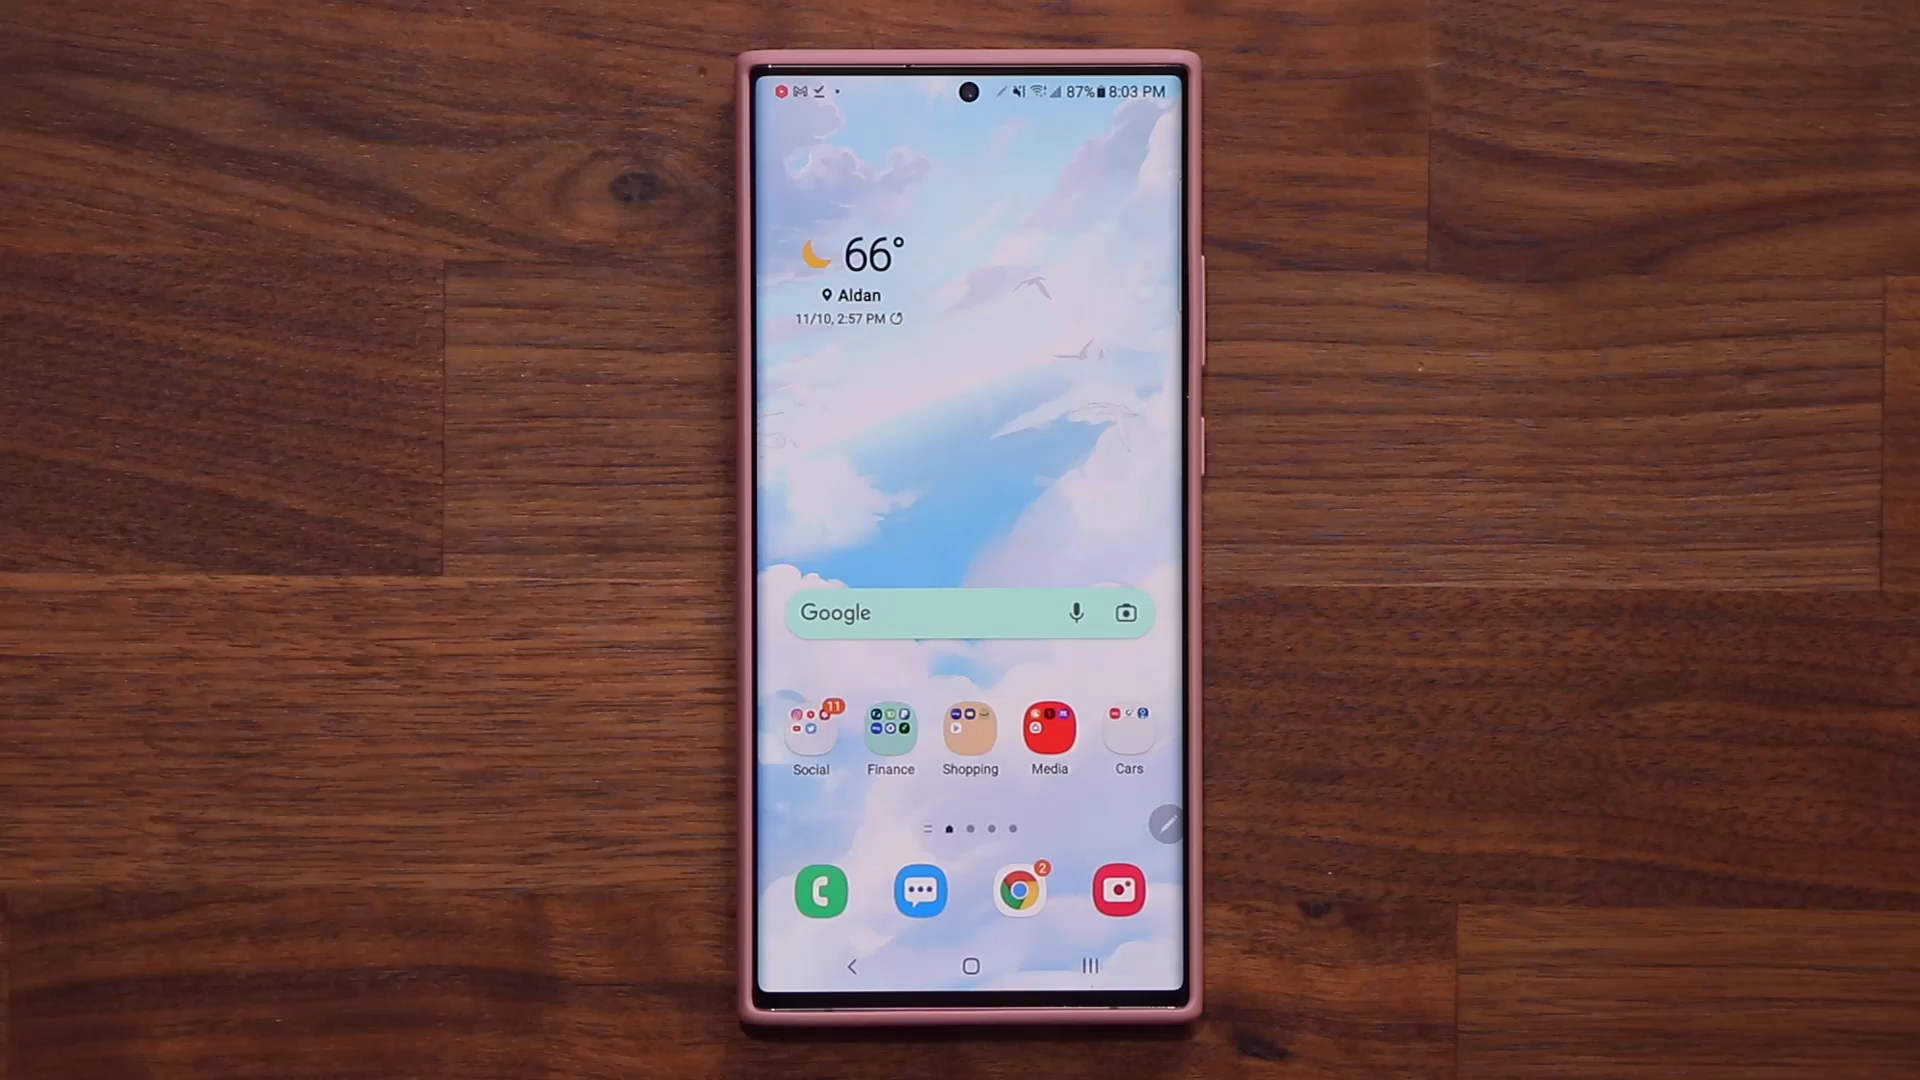 87% 8:03 PM
66°
Aldan
11/10, 2:57 PM
Google
11
Social Finance Shopping Media Cars
2